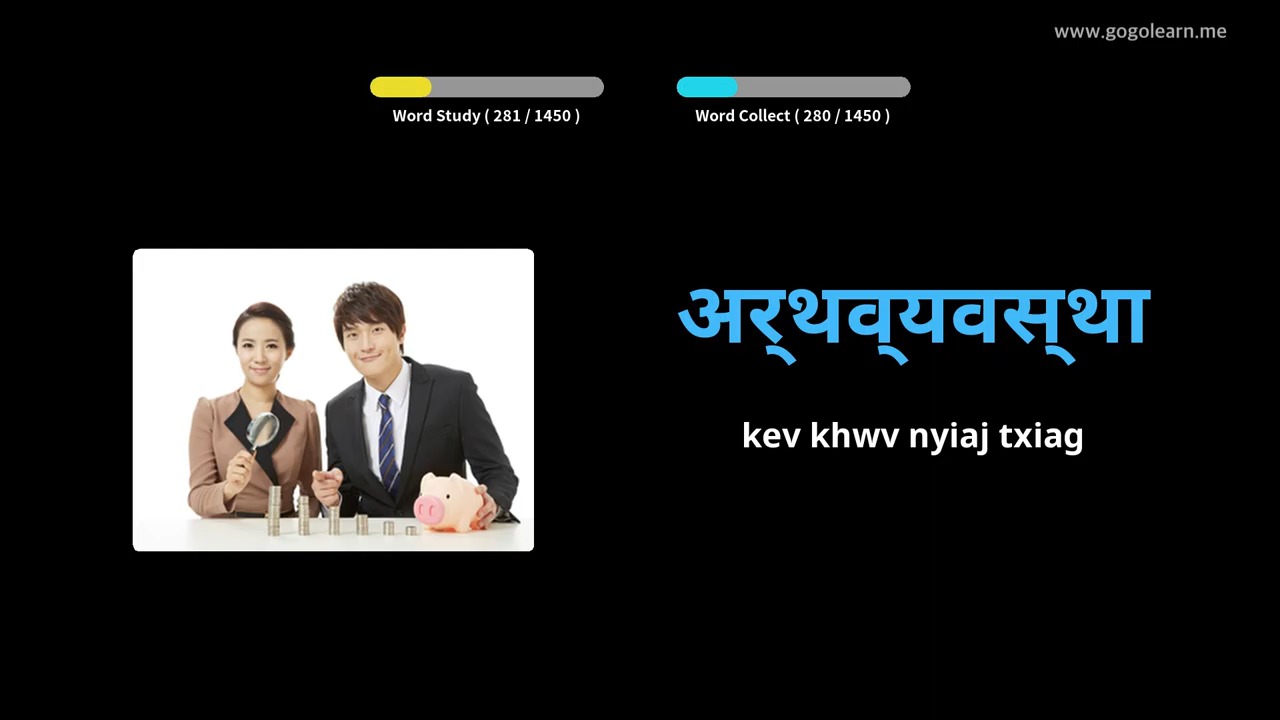 www.gogolearn.me
Word Study ( 281 / 1450 )
Word Collect ( 280 / 1450 )
अर्‌थव्‌यवस्‌था
kev khwv nyiaj txiag